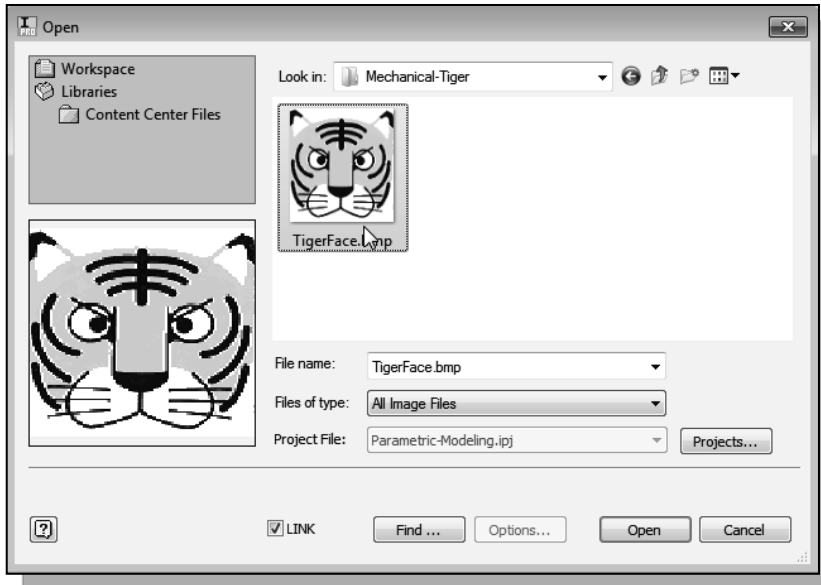 I PRO Open
Workspace
Libraries
Content Center Files
Look in: Mechanical-Tiger
TigerFace.bmp
File name: TigerFace.bmp
Files of type: All Image Files
Project File: Parametric-Modeling.ipj Projects...
? LINK Find ... Options... Open Cancel